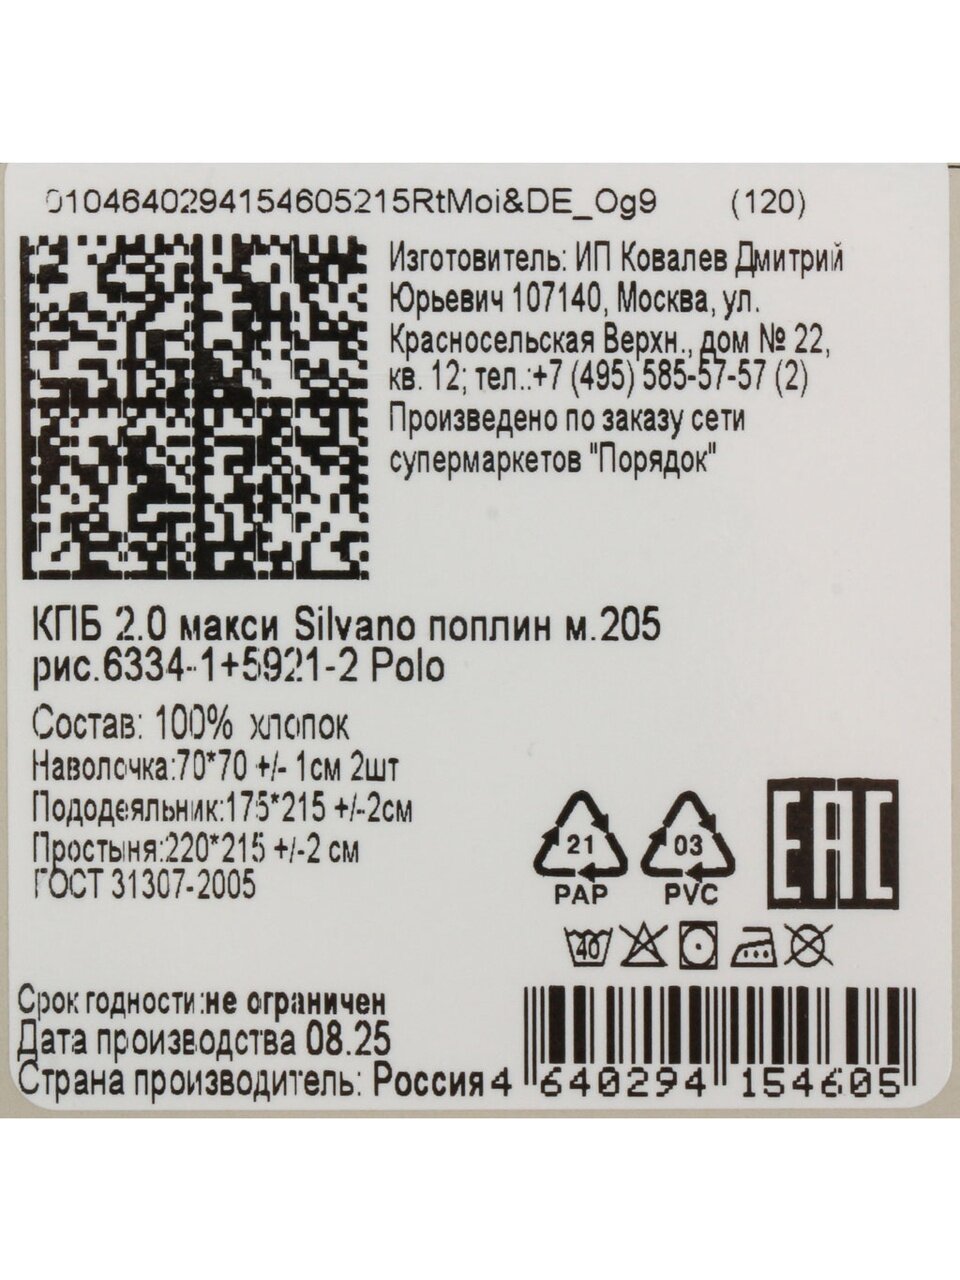 0104640294154605215RtMoi&DE_Og9 (120)
Изготовитель: ИП Ковалев Дмитрий
Юрьевич 107140, Москва, ул.
Красносельская Верхн., дом № 22,
кв. 12; тел.:+7 (495) 585-57-57 (2)
Произведено по заказу сети
супермаркетов "Порядок"
КПБ 2.0 макси Silvano поплин м.205
рис.6334-1+5921-2 Polo
Состав: 100% хлопок
Наволочка:70*70 +/- 1см 2шт
Пододеяльник:175*215 +/-2см
Простыня:220*215 +/-2 см
ГОСТ 31307-2005
21
PAP
03
PVC
EAC
40
Срок годности:не ограничен
Дата производства 08.25
Страна производитель: Россия
4 640294 154605